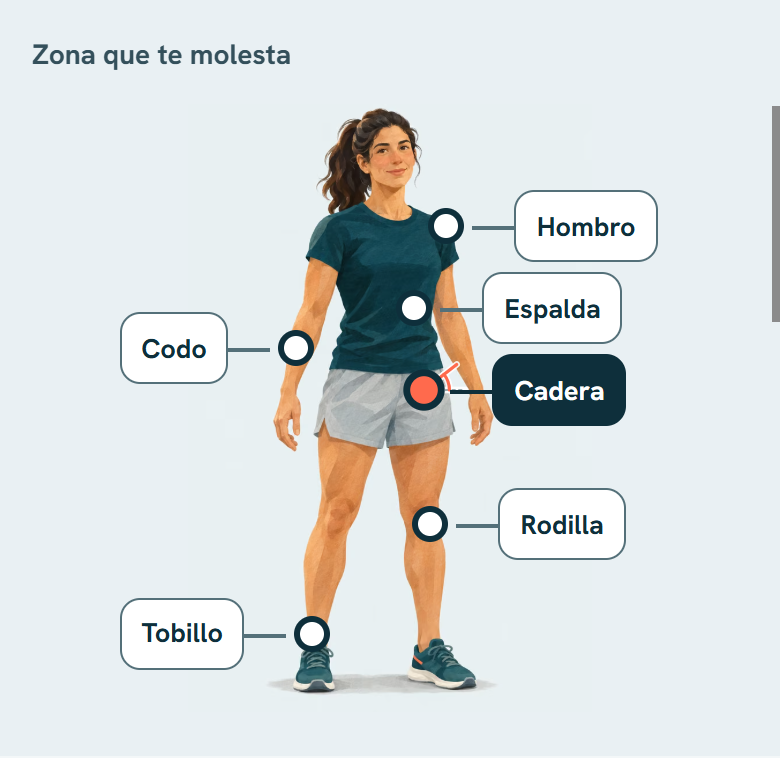 Zona que te molesta
Hombro
Espalda
Codo
Cadera
Rodilla
Tobillo